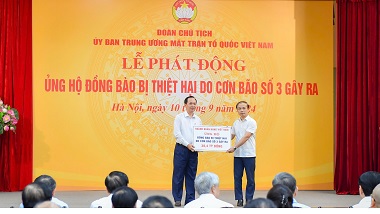 ĐOÀN CHỦ TỊCH
ỦY BAN TRUNG ƯƠNG MẶT TRẬN TỔ QUỐC VIỆT NAM
LỄ PHÁT ĐỘNG
ỦNG HỘ ĐỒNG BÀO BỊ THIỆT HẠI DO CƠN BÃO SỐ 3 GÂY RA
Hà Nội, ngày 10 tháng 9 năm 2024